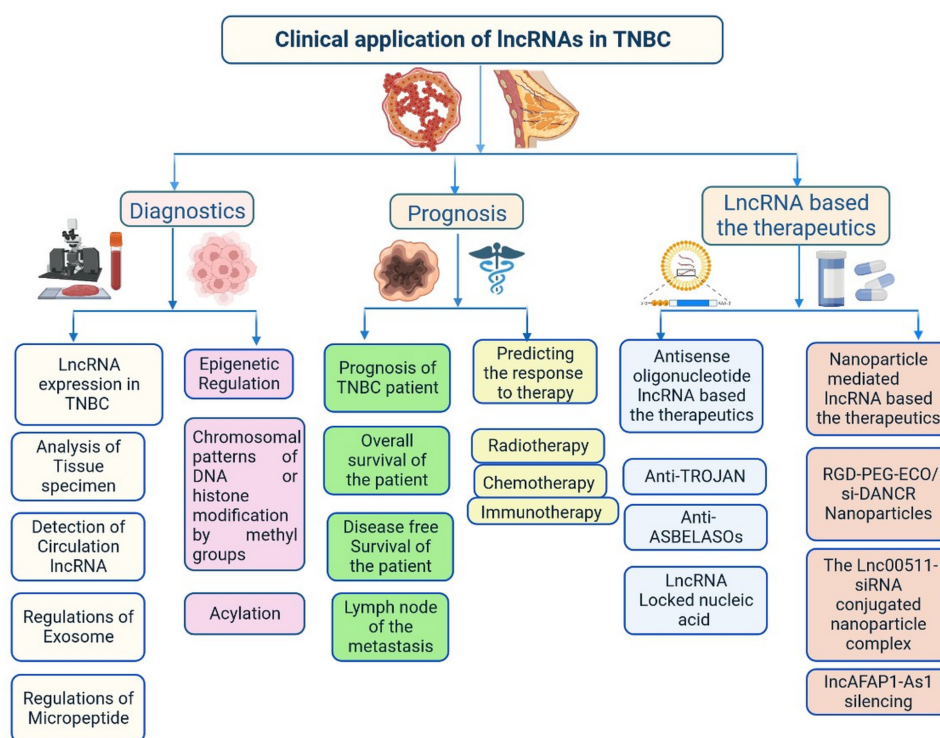 Clinical application of lncRNAs in TNBC
Diagnostics
Prognosis
LncRNA based
the therapeutics
LncRNA
expression in
TNBC
Analysis of
Tissue
specimen
Detection of
Circulation
lncRNA
Regulations of
Exosome
Regulations of
Micropeptide
Epigenetic
Regulation
Chromosomal
patterns of
DNA or
histone
modification
by methyl
groups
Acylation
Prognosis of
TNBC patient
Overall
survival of
the patient
Disease free
Survival of
the patient
Lymph node
of the
metastasis
Predicting
the response
to therapy
Radiotherapy
Chemotherapy
Immunotherapy
Antisense
oligonucleotide
lncRNA based
the therapeutics
Anti-TROJAN
Anti-
ASBELASOs
LncRNA
Locked nucleic
acid
Nanoparticle
mediated
lncRNA based
the therapeutics
RGD-PEG-ECO/
si-DANCR
Nanoparticles
The Lnc00511-
siRNA
conjugated
nanoparticle
complex
lncAFAP1-As1
silencing